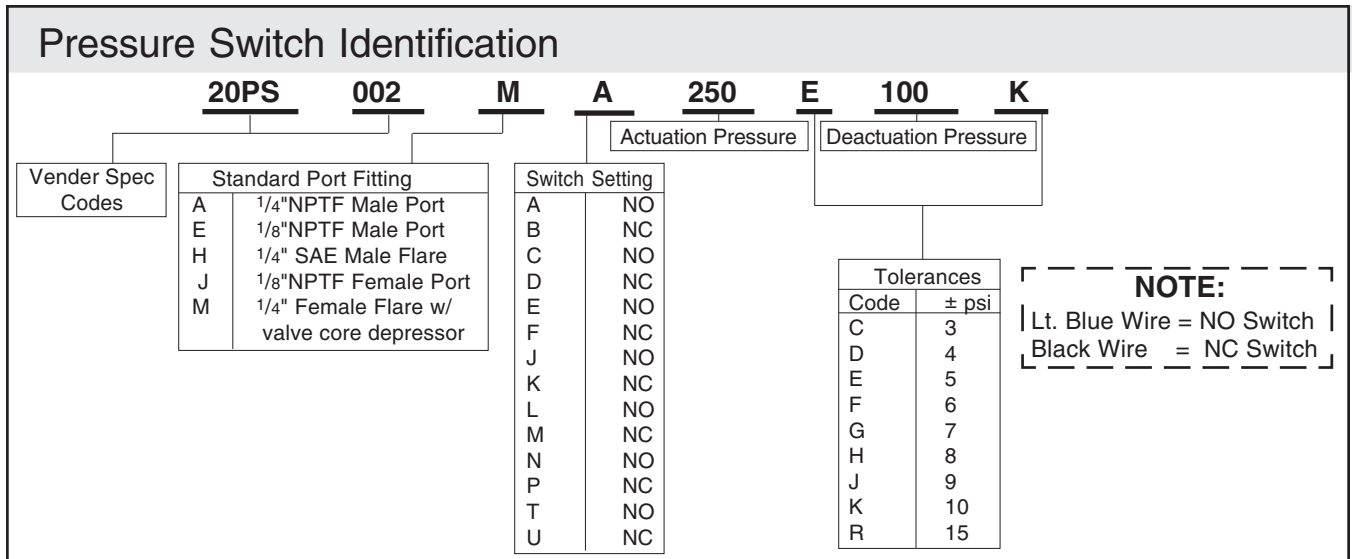 Pressure Switch Identification
20PS 002 M A 250 E 100 K
Actuation Pressure
Deactuation Pressure
Vender Spec
Codes
Standard Port Fitting
A 1/4"NPTF Male Port
E 1/8"NPTF Male Port
H 1/4" SAE Male Flare
J 1/8"NPTF Female Port
M 1/4" Female Flare w/
valve core depressor
Switch Setting
A NO
B NC
C NO
D NC
E NO
F NC
J NO
K NC
L NO
M NC
N NO
P NC
T NO
U NC
Tolerances
Code ± psi
C 3
D 4
E 5
F 6
G 7
H 8
J 9
K 10
R 15
NOTE:
Lt. Blue Wire = NO Switch
Black Wire = NC Switch